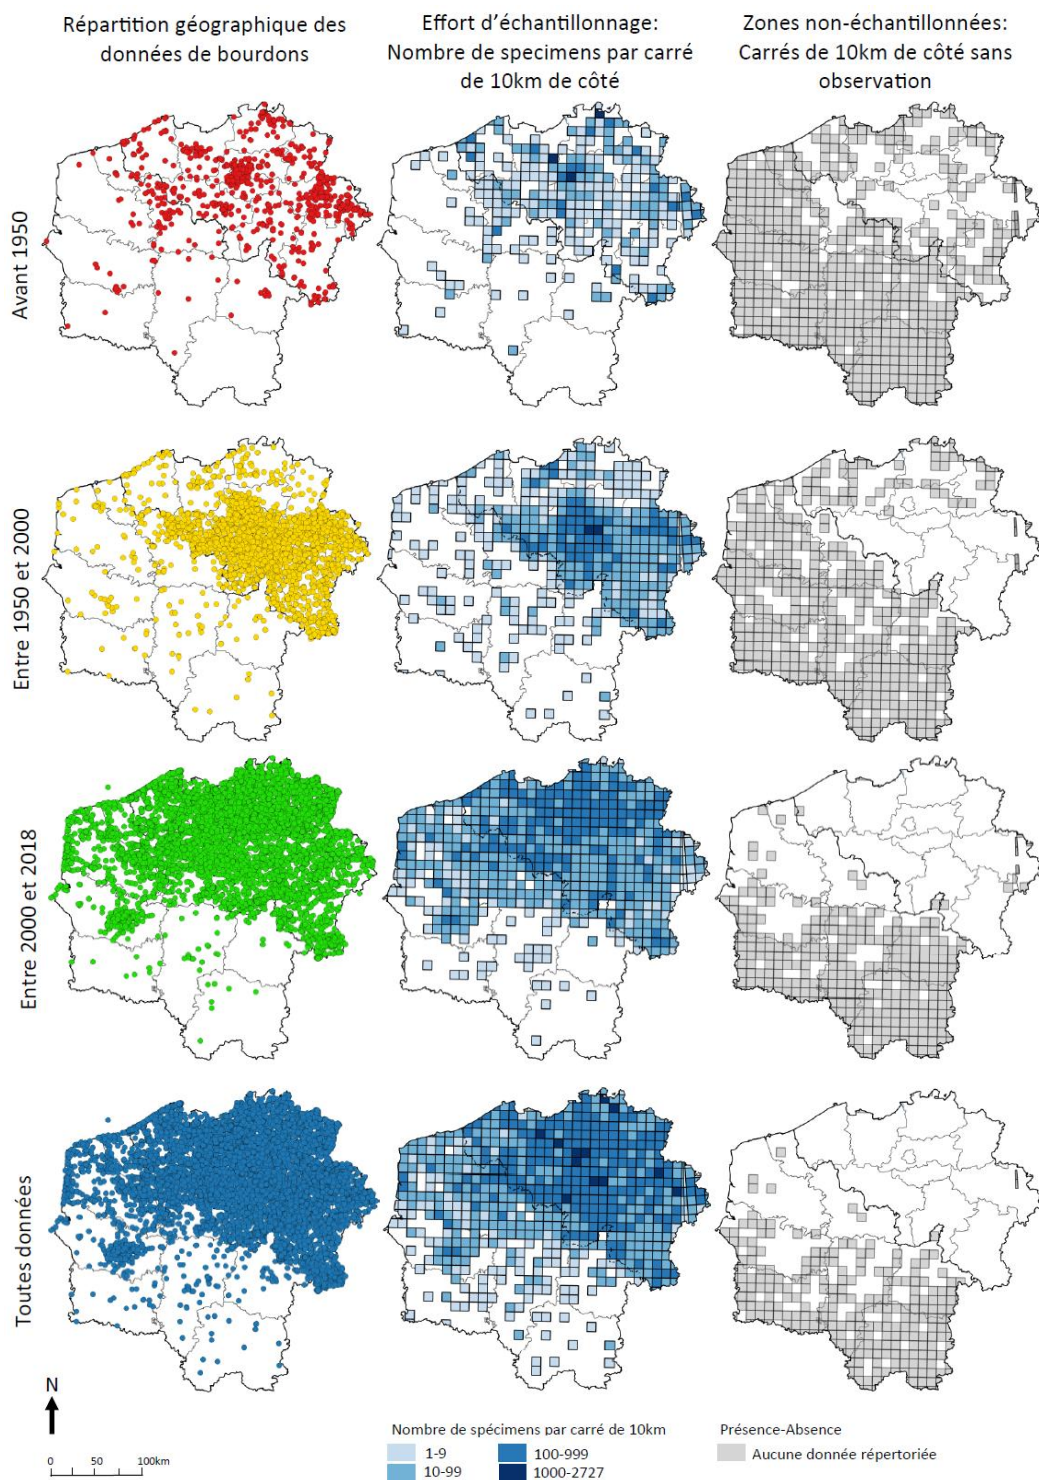 Répartition géographique des
données de bourdons
Effort d’échantillonnage:
Nombre de specimens par carré
de 10km de côté
Zones non-échantillonnées:
Carrés de 10km de côté sans
observation
Avant 1950
Entre 1950 et 2000
Entre 2000 et 2018
Toutes données
N
0 50 100km
Nombre de spécimens par carré de 10km
1-9
100-999
10-99
1000-2727
Présence-Absence
Aucune donnée répertoriée